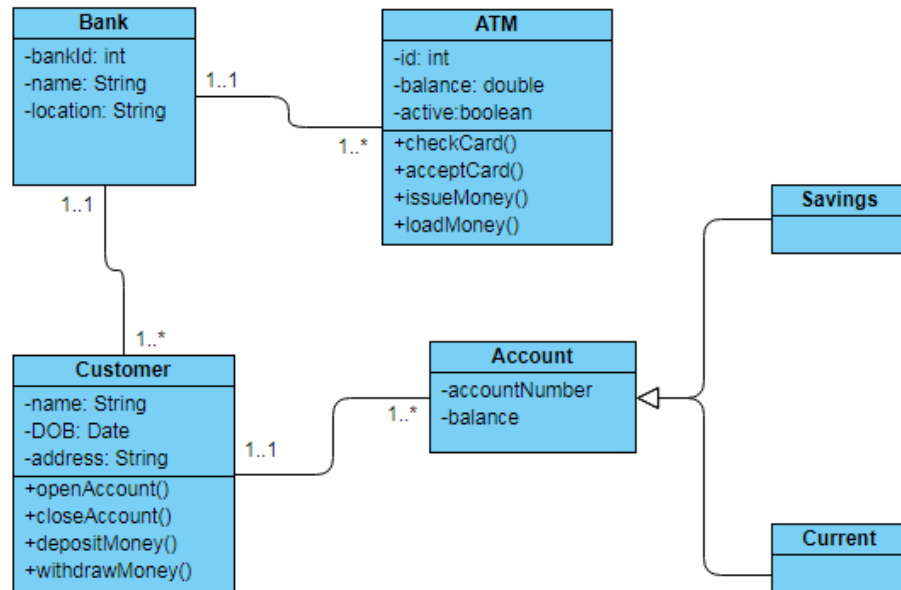 Bank
-bankId: int
-name: String
-location: String
ATM
-id: int
-balance: double
-active:boolean
+checkCard()
+acceptCard()
+issueMoney()
+loadMoney()
1..1
1..*
1..1
1..*
Savings
Customer
-name: String
-DOB: Date
-address: String
+openAccount()
+closeAccount()
+depositMoney()
+withdrawMoney()
1..1
1..*
Account
-accountNumber
-balance
Current